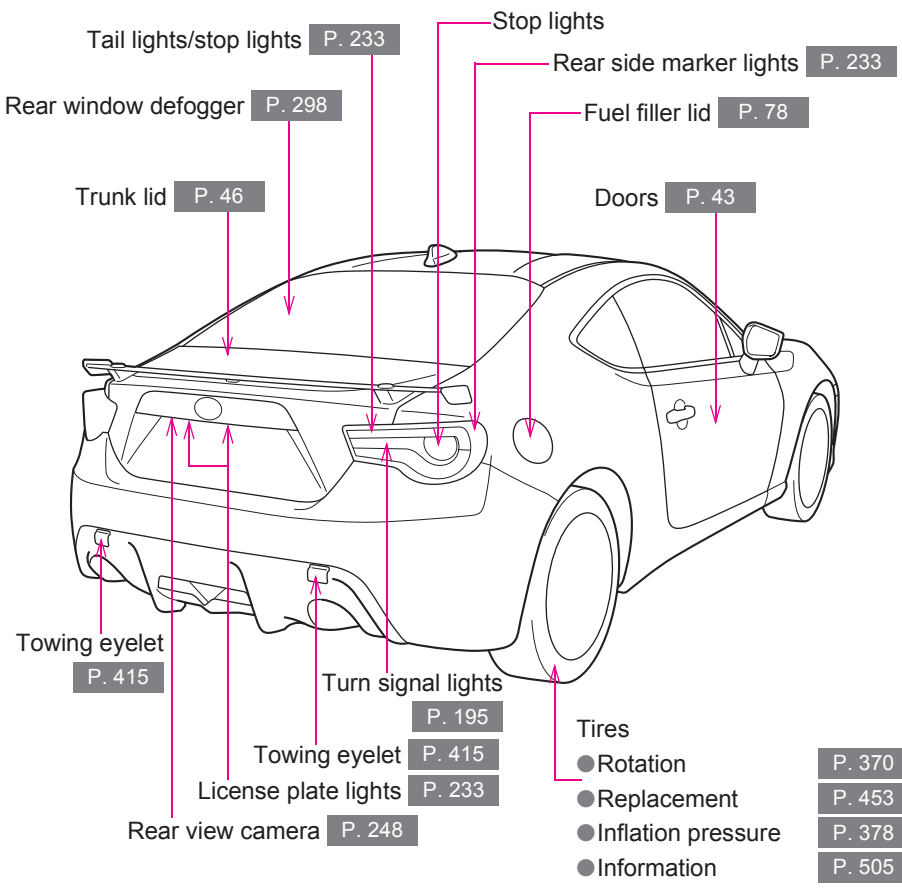 Stop lights
Tail lights/stop lights P. 233
Rear side marker lights P. 233
Rear window defogger P. 298
Fuel filler lid P. 78
Trunk lid P. 46
Doors P. 43
Towing eyelet
P. 415
Turn signal lights
P. 195
Towing eyelet P. 415
License plate lights P. 233
Rear view camera P. 248
Tires
●Rotation P. 370
●Replacement P. 453
●Inflation pressure P. 378
●Information P. 505